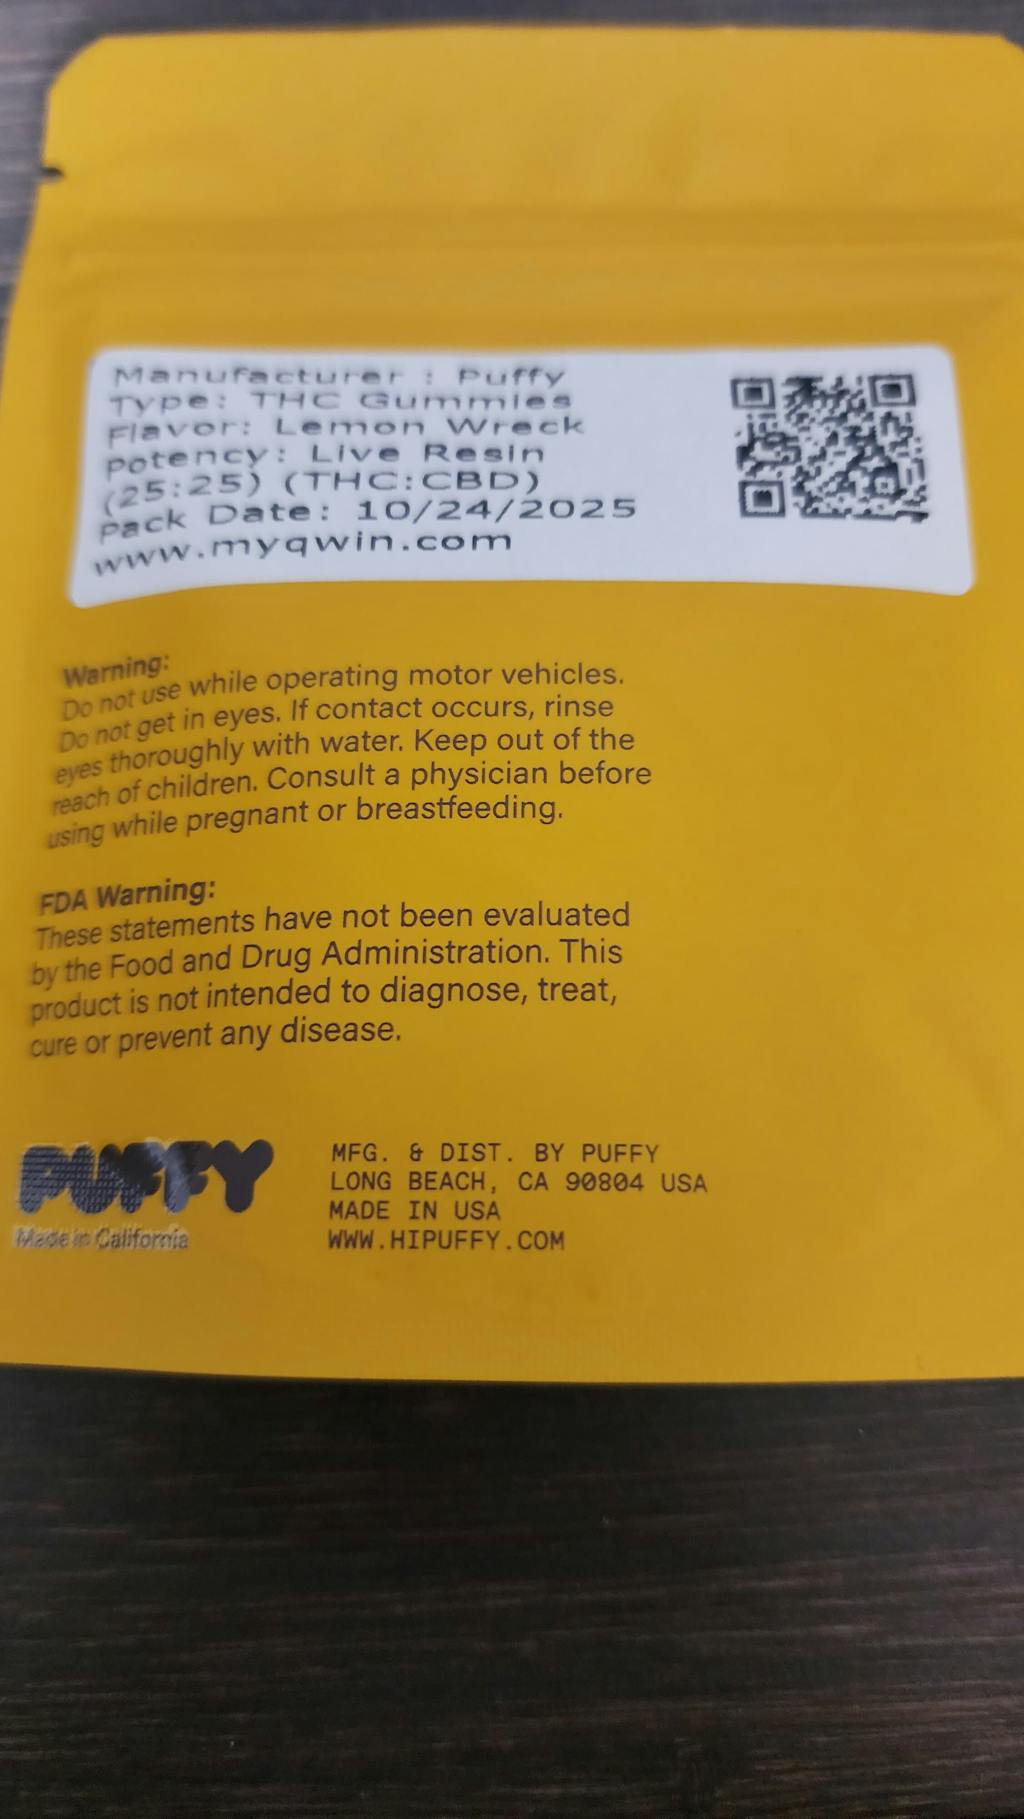 Manufacturer : Puffy
Type: THC Gummies
Flavor: Lemon Wreck
Potency: Live Resin
(25:25) (THC:CBD)
Pack Date: 10/24/2025
www.myqwin.com
Warning:
Do not use while operating motor vehicles.
Do not get in eyes. If contact occurs, rinse
eyes thoroughly with water. Keep out of the
reach of children. Consult a physician before
using while pregnant or breastfeeding.
FDA Warning:
These statements have not been evaluated
by the Food and Drug Administration. This
product is not intended to diagnose, treat,
cure or prevent any disease.
PUFFY
Made in California
MFG. & DIST. BY PUFFY
LONG BEACH, CA 90804 USA
MADE IN USA
WWW.HIPUFFY.COM